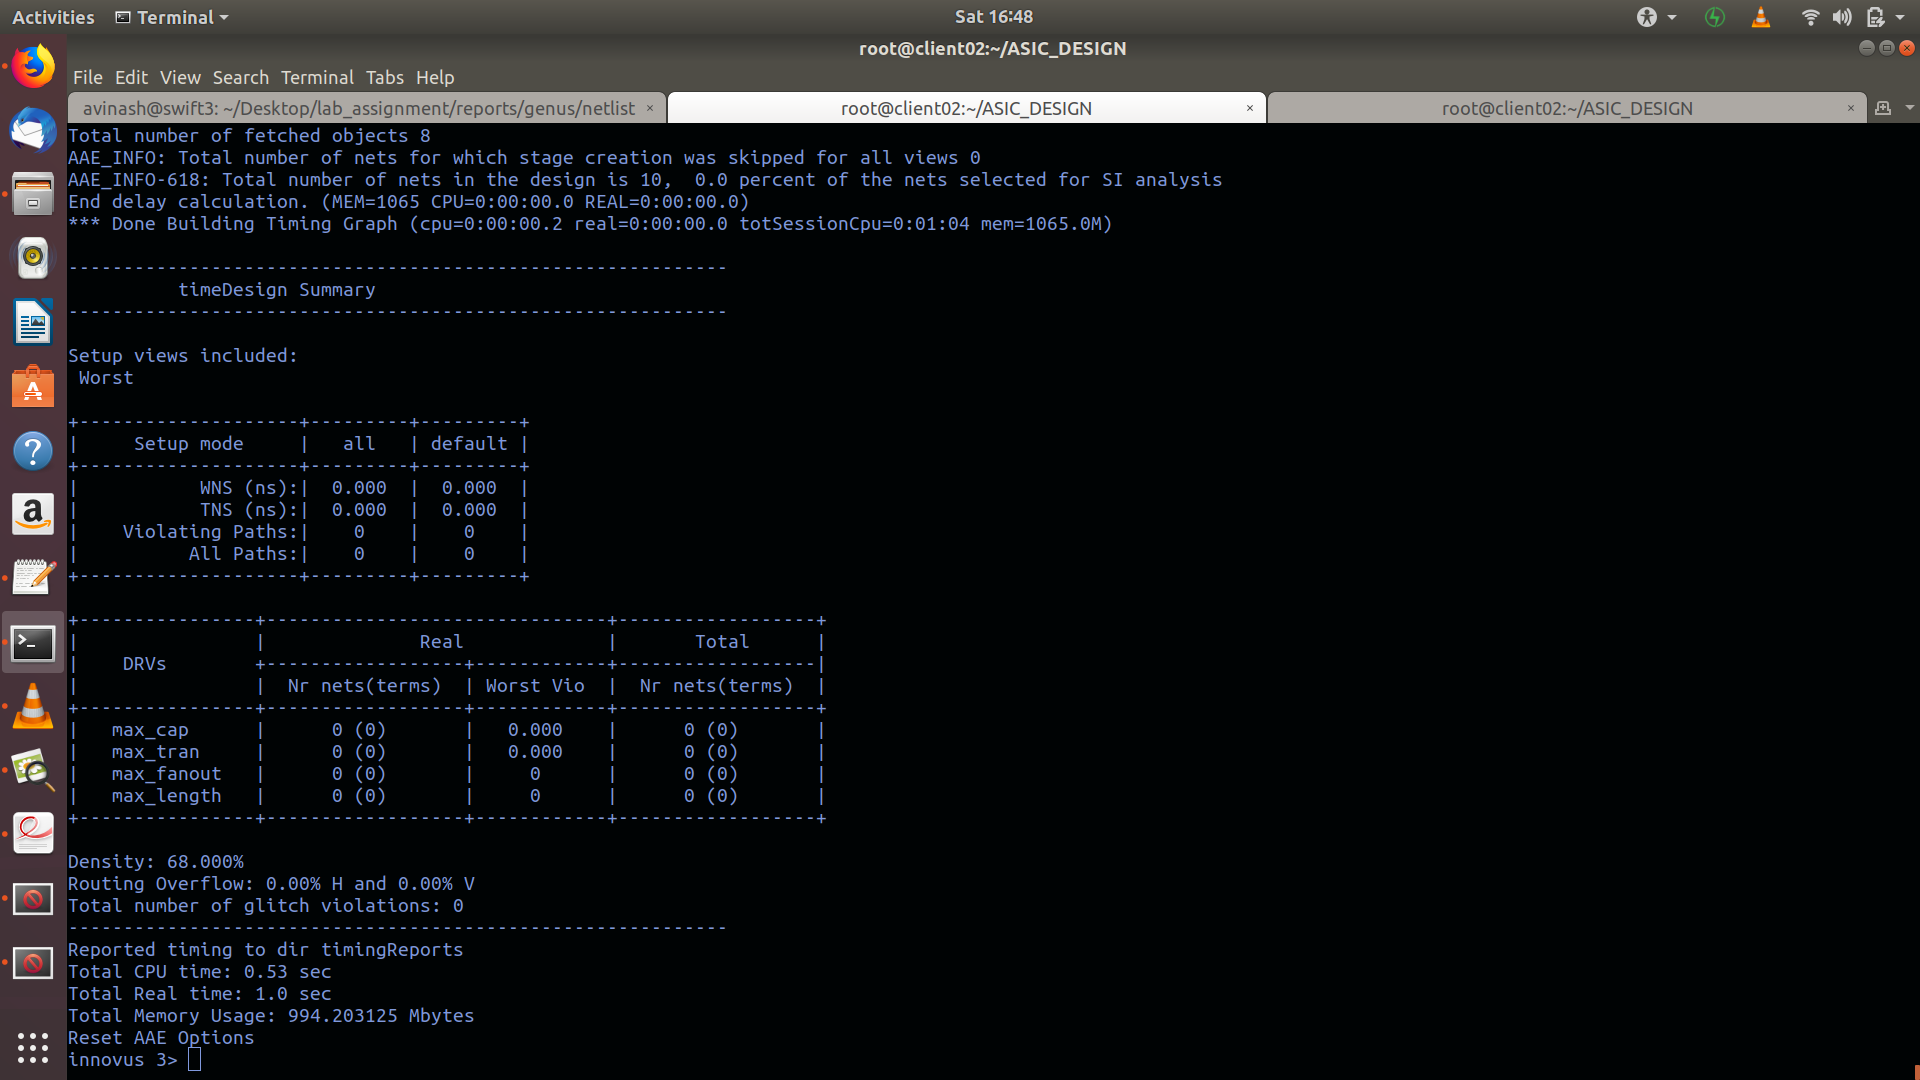 Activities Terminal Sat 16:48
root@client02:~/ASIC_DESIGN
File Edit View Search Terminal Tabs Help
avinash@swift3: ~/Desktop/lab_assignment/reports/genus/netlist × root@client02:~/ASIC_DESIGN × root@client02:~/ASIC_DESIGN ×
Total number of fetched objects 8
AAE_INFO: Total number of nets for which stage creation was skipped for all views 0
AAE_INFO-618: Total number of nets in the design is 10,  0.0 percent of the nets selected for SI analysis
End delay calculation. (MEM=1065 CPU=0:00:00.0 REAL=0:00:00.0)
*** Done Building Timing Graph (cpu=0:00:00.2 real=0:00:00.0 totSessionCpu=0:01:04 mem=1065.0M)
------------------------------------------------------------
          timeDesign Summary
------------------------------------------------------------
Setup views included:
 Worst
+--------------------+---------+---------+
|     Setup mode     |   all   | default |
+--------------------+---------+---------+
|           WNS (ns):|  0.000  |  0.000  |
|           TNS (ns):|  0.000  |  0.000  |
|    Violating Paths:|    0    |    0    |
|          All Paths:|    0    |    0    |
+--------------------+---------+---------+
+----------------+-------------------------------+------------------+
|                |              Real             |       Total      |
|    DRVs        +------------------+------------+------------------|
|                |  Nr nets(terms)  | Worst Vio  |  Nr nets(terms)  |
+----------------+------------------+------------+------------------+
|   max_cap      |      0 (0)       |   0.000    |      0 (0)       |
|   max_tran     |      0 (0)       |   0.000    |      0 (0)       |
|   max_fanout   |      0 (0)       |     0      |      0 (0)       |
|   max_length   |      0 (0)       |     0      |      0 (0)       |
+----------------+------------------+------------+------------------+
Density: 68.000%
Routing Overflow: 0.00% H and 0.00% V
Total number of glitch violations: 0
------------------------------------------------------------
Reported timing to dir timingReports
Total CPU time: 0.53 sec
Total Real time: 1.0 sec
Total Memory Usage: 994.203125 Mbytes
Reset AAE Options
innovus 3>